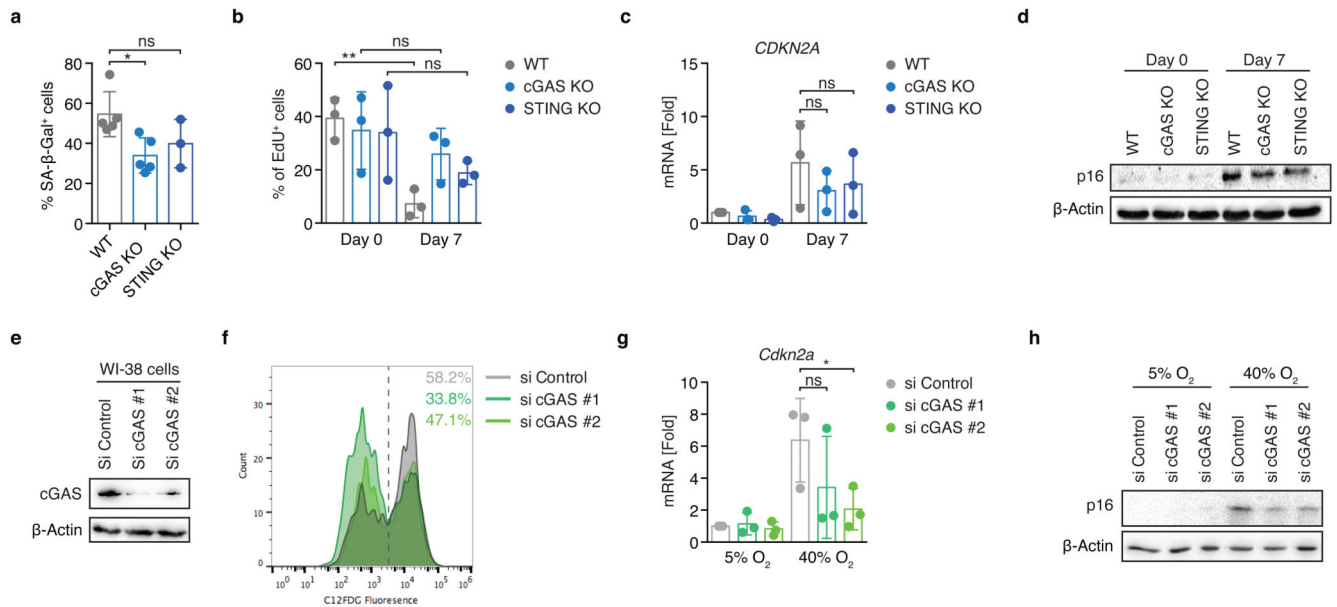 a
ns
*
80
60
40
20
0
% SA-β-Gal⁺ cells
WT
cGAS KO
STING KO
b
ns
**
ns
60
40
20
0
% of EdU⁺ cells
Day 0
Day 7
WT
cGAS KO
STING KO
c
CDKN2A
15
10
5
0
mRNA [Fold]
ns
ns
Day 0
Day 7
WT
cGAS KO
STING KO
d
Day 0
Day 7
WT
cGAS KO
STING KO
WT
cGAS KO
STING KO
p16
β-Actin
e
WI-38 cells
Si Control
Si cGAS #1
Si cGAS #2
cGAS
β-Actin
f
58.2%
33.8%
47.1%
si Control
si cGAS #1
si cGAS #2
30
20
10
0
Count
10⁰ 10¹ 10² 10³ 10⁴ 10⁵ 10⁶
C12FDG Fluoresence
g
Cdkn2a
*
ns
10
8
6
4
2
0
mRNA [Fold]
5% O₂
40% O₂
si Control
si cGAS #1
si cGAS #2
h
5% O₂
40% O₂
si Control
si cGAS #1
si cGAS #2
si Control
si cGAS #1
si cGAS #2
p16
β-Actin